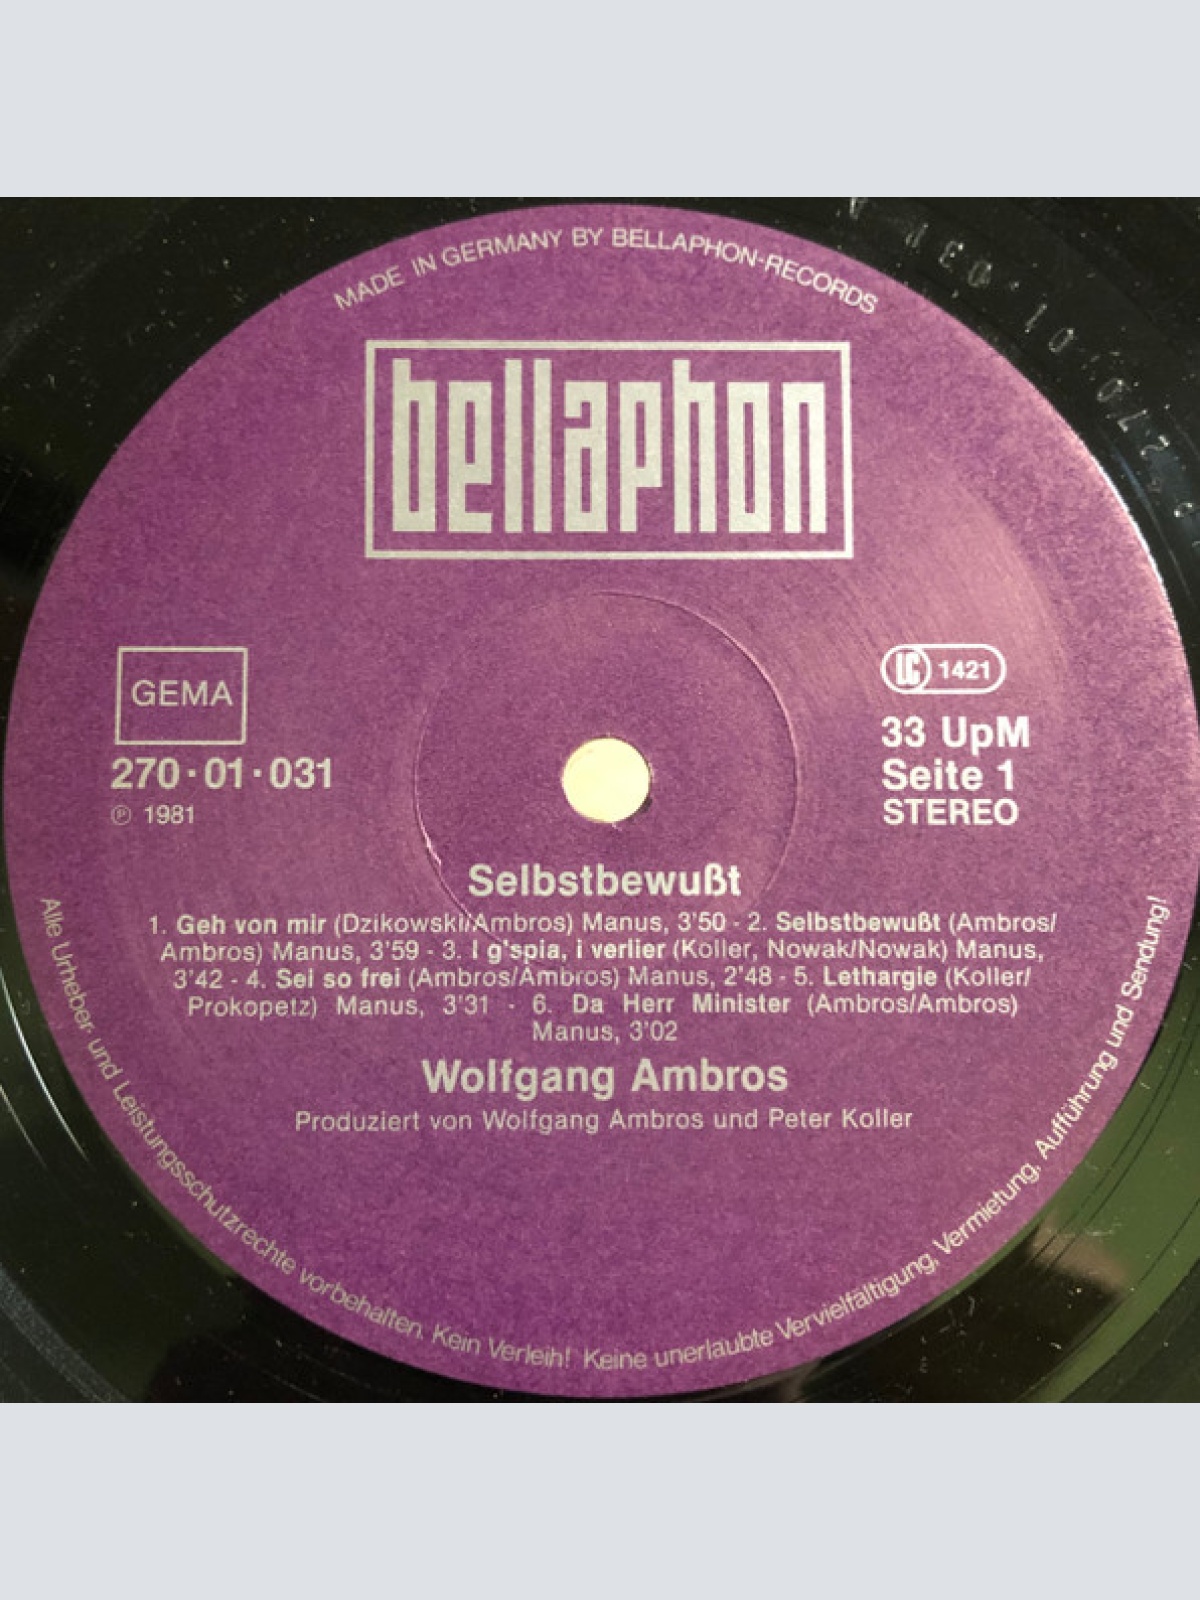 MADE IN GERMANY BY BELLAPHON-RECORDS
bellaphon
GEMA
270·01·031
℗ 1981
LC 1421
33 UpM
Seite 1
STEREO
Selbstbewußt
1. Geh von mir (Dzikowski/Ambros) Manus, 3'50 - 2. Selbstbewußt (Ambros/
Ambros) Manus, 3'59 - 3. I g'spia, i verlier (Koller, Nowak/Nowak) Manus,
3'42 - 4. Sei so frei (Ambros/Ambros) Manus, 2'48 - 5. Lethargie (Koller/
Prokopetz) Manus, 3'31 - 6. Da Herr Minister (Ambros/Ambros)
Manus, 3'02
Wolfgang Ambros
Produziert von Wolfgang Ambros und Peter Koller
Alle Urheber- und Leistungsschutzrechte vorbehalten. Kein Verleih! Keine unerlaubte Vervielfältigung, Vermietung, Aufführung und Sendung!